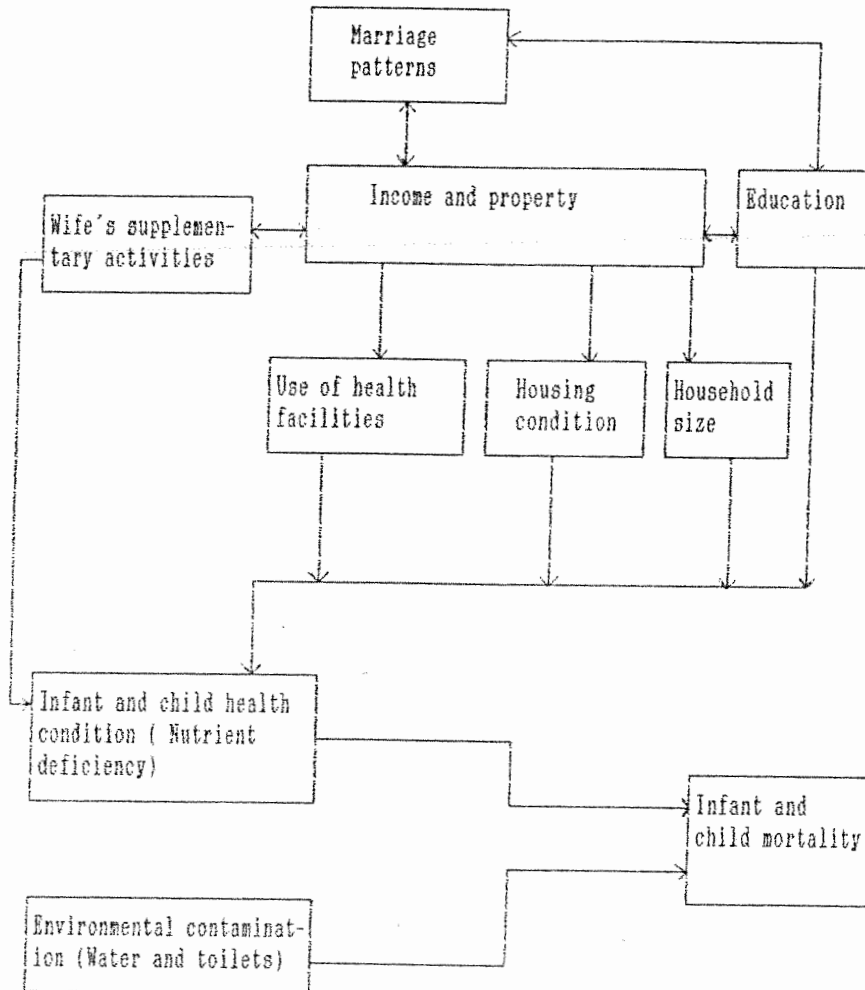 Marriage
patterns
Income and property
Education
Wife's supplemen-
tary activities
Use of health
facilities
Housing
condition
Household
size
Infant and child health
condition ( Nutrient
deficiency)
Infant and
child mortality
Environmental contaminat-
ion (Water and toilets)